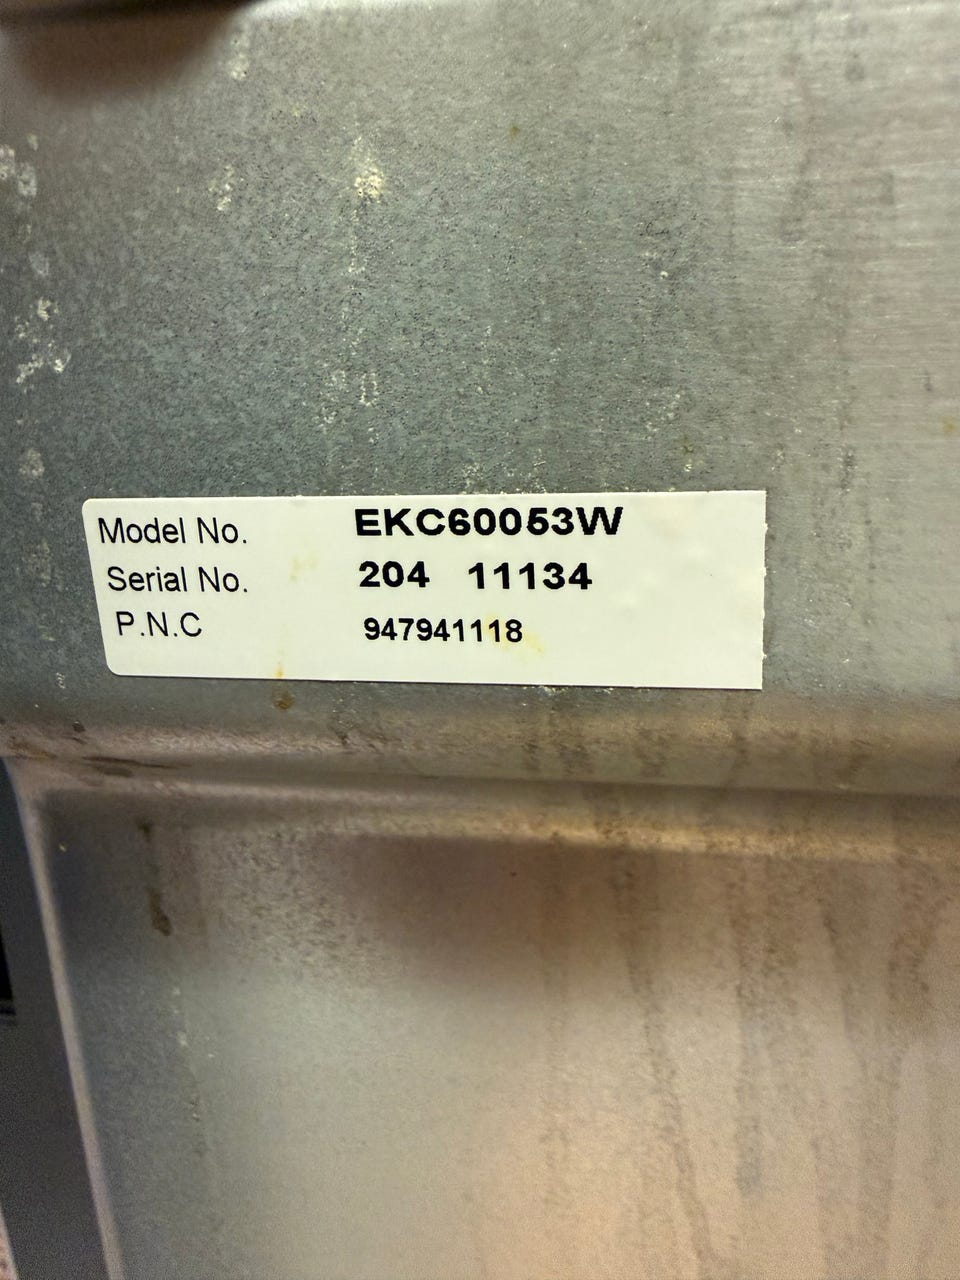 Model No. EKC60053W
Serial No. 204 11134
P.N.C 947941118